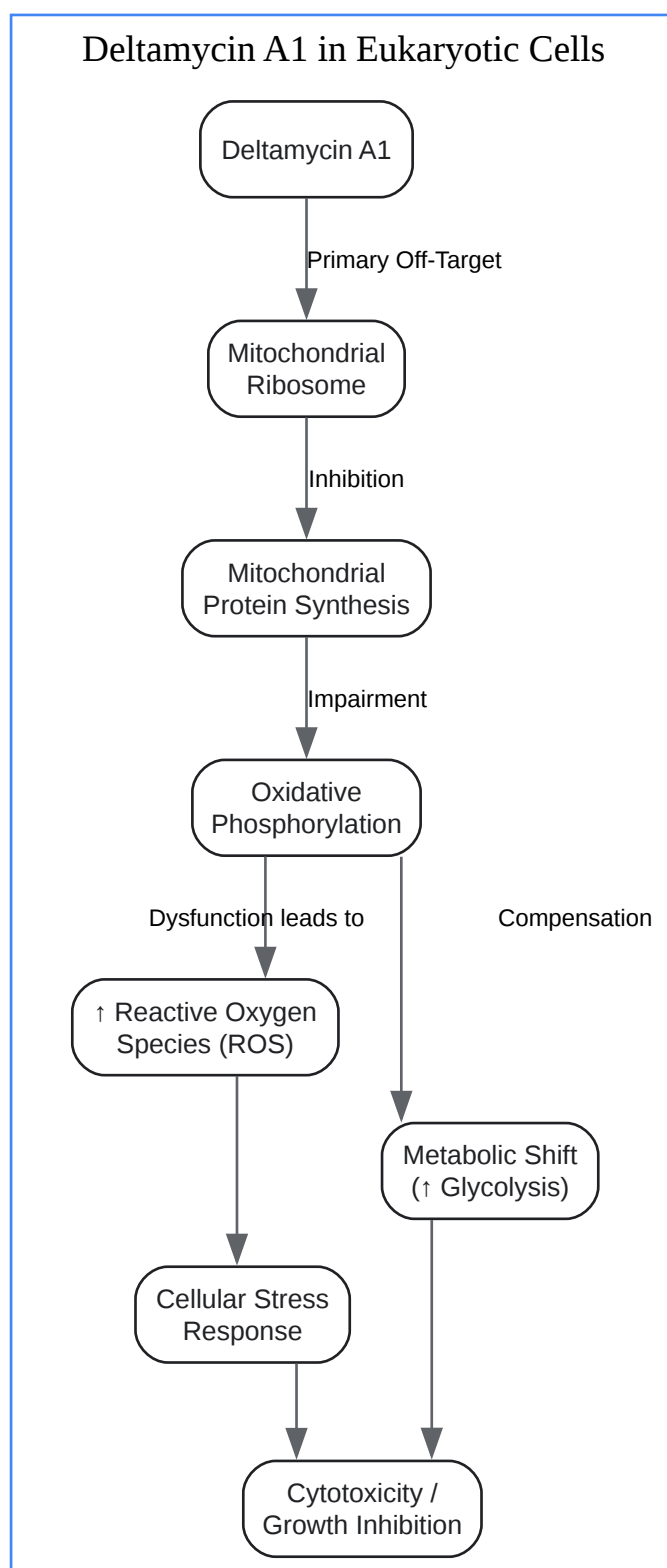 Deltamycin A1 in Eukaryotic Cells
Deltamycin A1
Primary Off-Target
Mitochondrial
Ribosome
Inhibition
Mitochondrial
Protein Synthesis
Impairment
Oxidative
Phosphorylation
Dysfunction leads to
Compensation
↑ Reactive Oxygen
Species (ROS)
Metabolic Shift
(↑ Glycolysis)
Cellular Stress
Response
Cytotoxicity /
Growth Inhibition